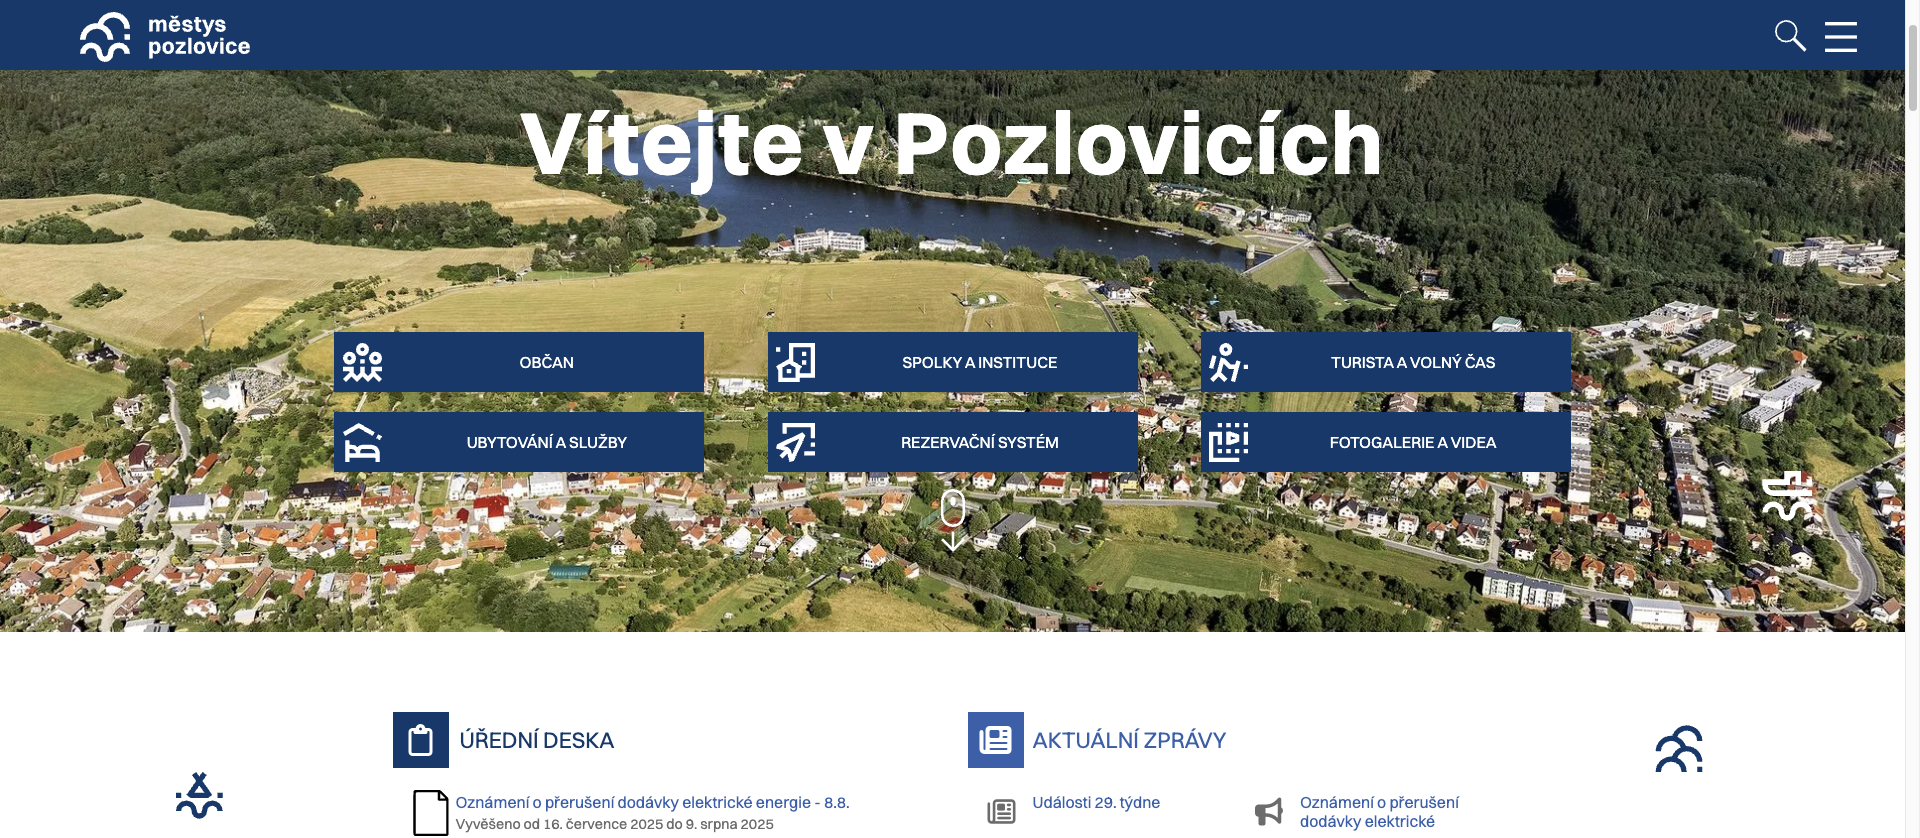 městys
pozlovice
Vítejte v Pozlovicích
OBČAN
SPOLKY A INSTITUCE
TURISTA A VOLNÝ ČAS
UBYTOVÁNÍ A SLUŽBY
REZERVAČNÍ SYSTÉM
FOTOGALERIE A VIDEA
ÚŘEDNÍ DESKA
Oznámení o přerušení dodávky elektrické energie - 8.8.
Vyvěšeno od 16. července 2025 do 9. srpna 2025
AKTUÁLNÍ ZPRÁVY
Události 29. týdne
Oznámení o přerušení
dodávky elektrické